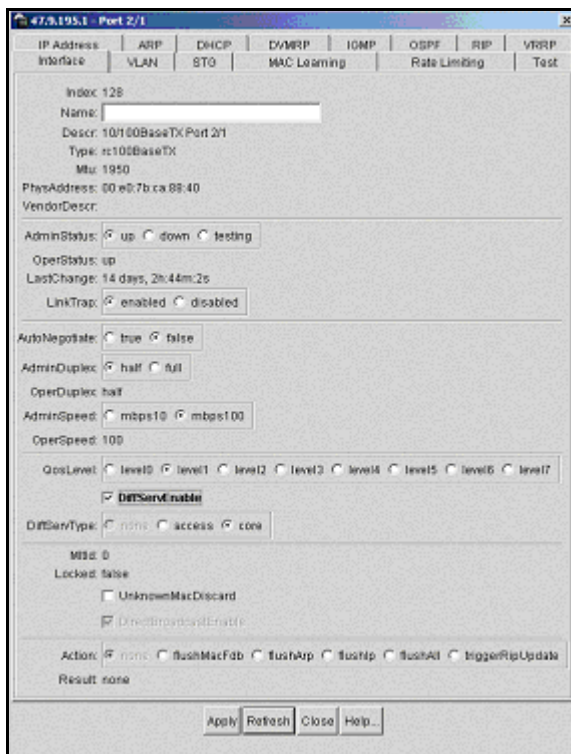 47.9.195.1 - Port 2/1
IP Address ARP DHCP DVMRP IGMP OSPF RIP VRRP
Interface VLAN STG MAC Learning Rate Limiting Test
Index: 128
Name:
Descr: 10/100BaseTX Port 2/1
Type: rc100BaseTX
Mtu: 1950
PhysAddress: 00:e0:7b:ca:88:40
VendorDescr:
AdminStatus: up down testing
OperStatus: up
LastChange: 14 days, 2h:44m:2s
LinkTrap: enabled disabled
AutoNegotiate: true false
AdminDuplex: half full
OperDuplex: half
AdminSpeed: mbps10 mbps100
OperSpeed: 100
QosLevel: level0 level1 level2 level3 level4 level5 level6 level7
DiffServEnable
DiffServType: none access core
MltId: 0
Locked: false
UnknownMacDiscard
DirectBroadcastEnable
Action: none flushMacFdb flushArp flushIp flushAll triggerRipUpdate
Result: none
Apply Refresh Close Help...